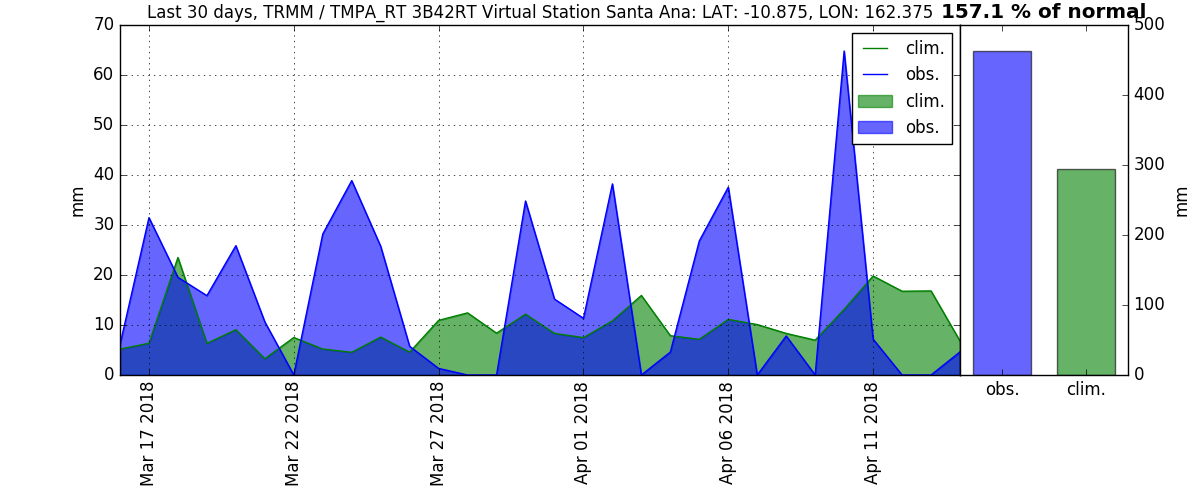 Last 30 days, TRMM / TMPA_RT 3B42RT Virtual Station Santa Ana: LAT: -10.875, LON: 162.375 157.1 % of normal
70
60
50
40
30
20
10
0
mm
clim.
obs.
clim.
obs.
500
400
300
200
100
0
mm
obs.
clim.
Mar 17 2018
Mar 22 2018
Mar 27 2018
Apr 01 2018
Apr 06 2018
Apr 11 2018